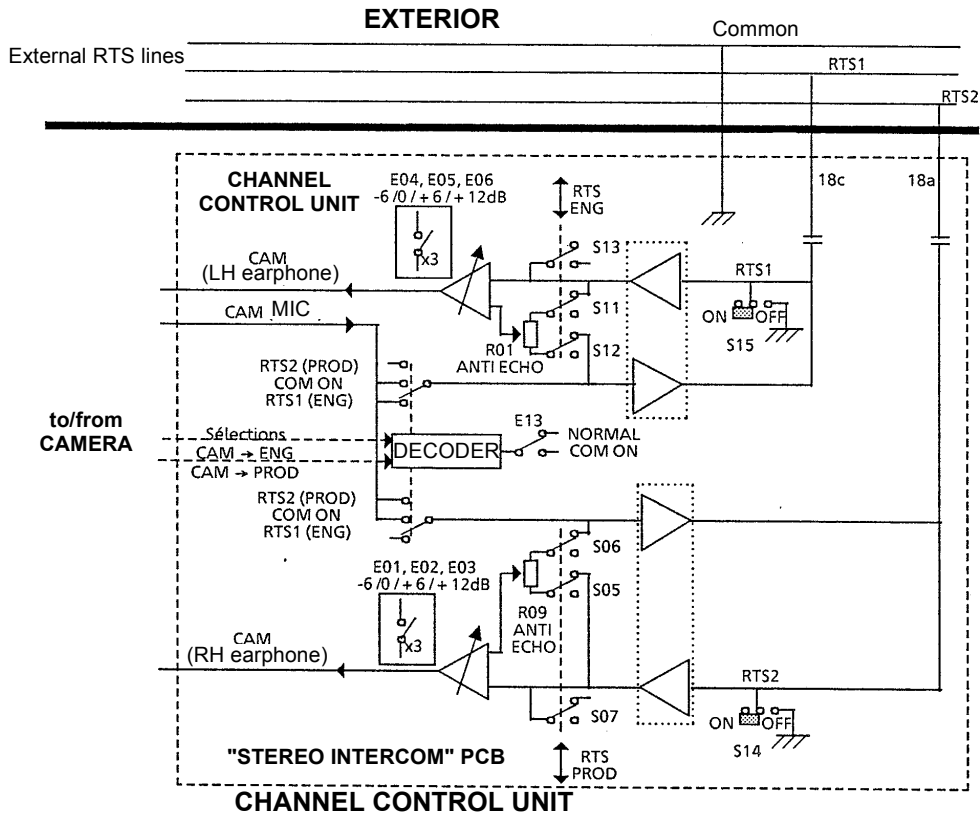 EXTERIOR
Common
External RTS lines
RTS1
RTS2
CHANNEL
CONTROL UNIT
E04, E05, E06
-6/0/+6/+12dB
x3
RTS
ENG
18c
18a
S13
CAM
(LH earphone)
CAM MIC
S11
R01
ANTI ECHO
S12
RTS1
ON
OFF
S15
RTS2 (PROD)
COM ON
RTS1 (ENG)
to/from
CAMERA
Sélections
CAM → ENG
CAM → PROD
DECODER
E13
NORMAL
COM ON
RTS2 (PROD)
COM ON
RTS1 (ENG)
S06
E01, E02, E03
-6/0/+6/+12dB
x3
S05
R09
ANTI
ECHO
CAM
(RH earphone)
RTS2
ON
OFF
S14
S07
"STEREO INTERCOM" PCB
RTS
PROD
CHANNEL CONTROL UNIT